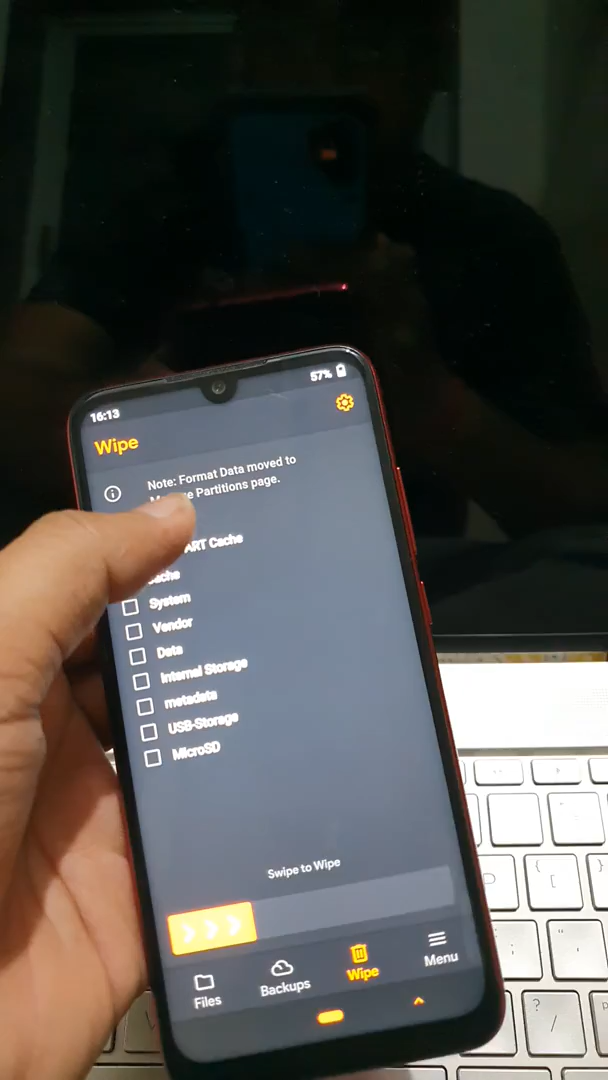 16:13
57%
Wipe
Note: Format Data moved to
Partitions page.
ART Cache
System
Vendor
Data
Internal Storage
metadata
USB-Storage
MicroSD
Swipe to Wipe
Files
Backups
Wipe
Menu
{
[
?
/